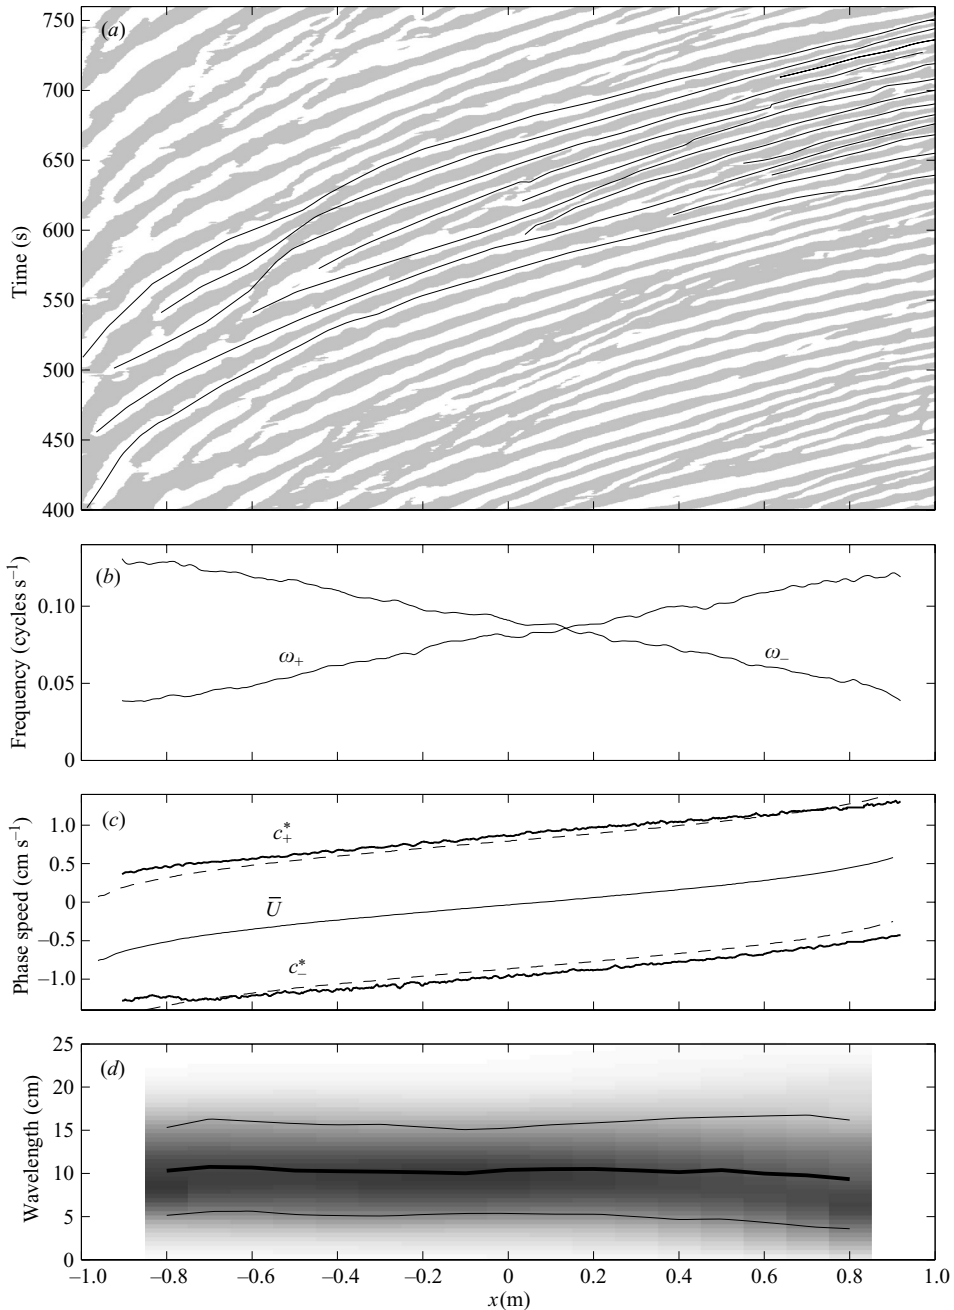 (a)
750
700
650
600
550
500
450
400
Time (s)
(b)
0.10
0.05
0
Frequency (cycles s⁻¹)
ω₊
ω₋
(c)
1.0
0.5
0
−0.5
−1.0
Phase speed (cm s⁻¹)
c₊*
U̅
c₋*
(d)
25
20
15
10
5
0
Wavelength (cm)
−1.0 −0.8 −0.6 −0.4 −0.2 0 0.2 0.4 0.6 0.8 1.0
x (m)